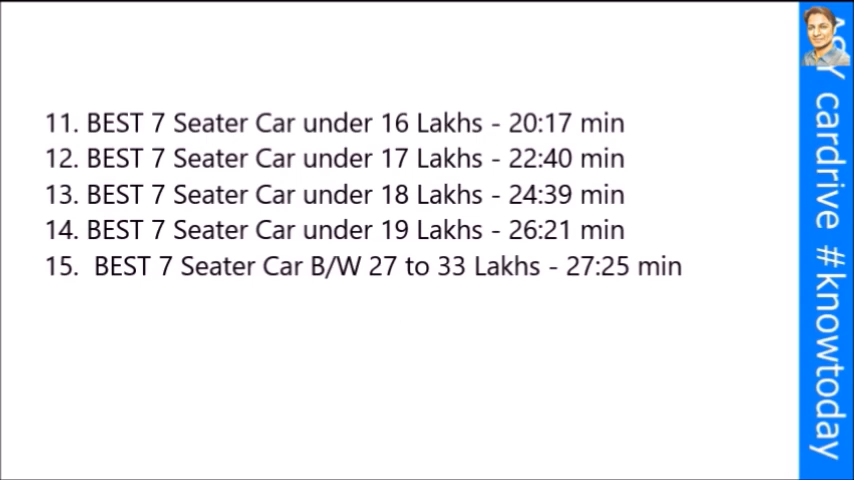 11. BEST 7 Seater Car under 16 Lakhs - 20:17 min
12. BEST 7 Seater Car under 17 Lakhs - 22:40 min
13. BEST 7 Seater Car under 18 Lakhs - 24:39 min
14. BEST 7 Seater Car under 19 Lakhs - 26:21 min
15. BEST 7 Seater Car B/W 27 to 33 Lakhs - 27:25 min
cardrive #knowtoday